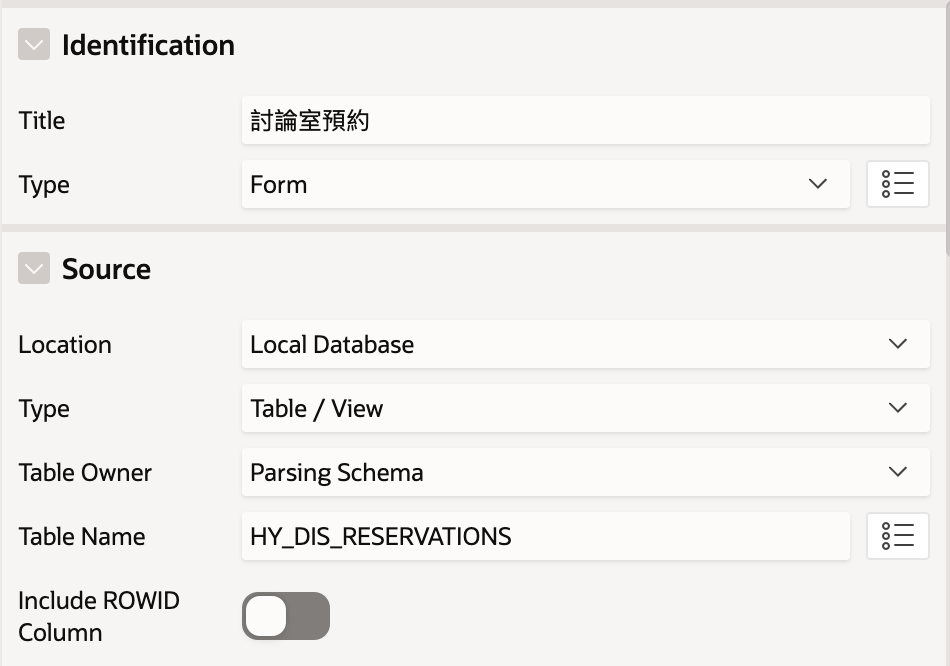 Identification
Title
討論室預約
Type
Form
Source
Location
Local Database
Type
Table / View
Table Owner
Parsing Schema
Table Name
HY_DIS_RESERVATIONS
Include ROWID
Column